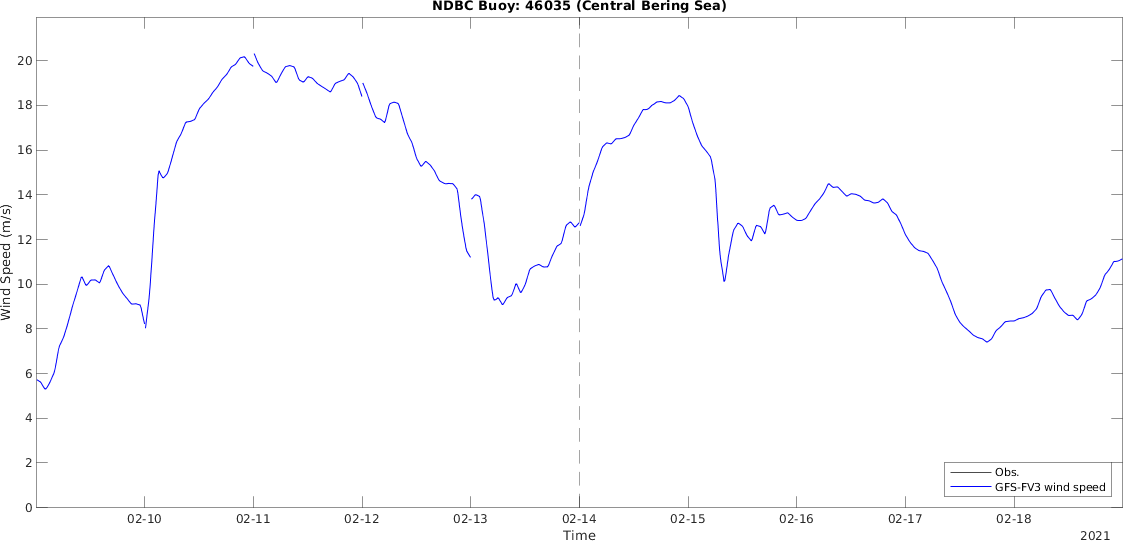 NDBC Buoy: 46035 (Central Bering Sea)
20
18
16
14
12
10
8
6
4
2
0
Wind Speed (m/s)
Obs.
GFS-FV3 wind speed
02-10 02-11 02-12 02-13 02-14 02-15 02-16 02-17 02-18
Time
2021